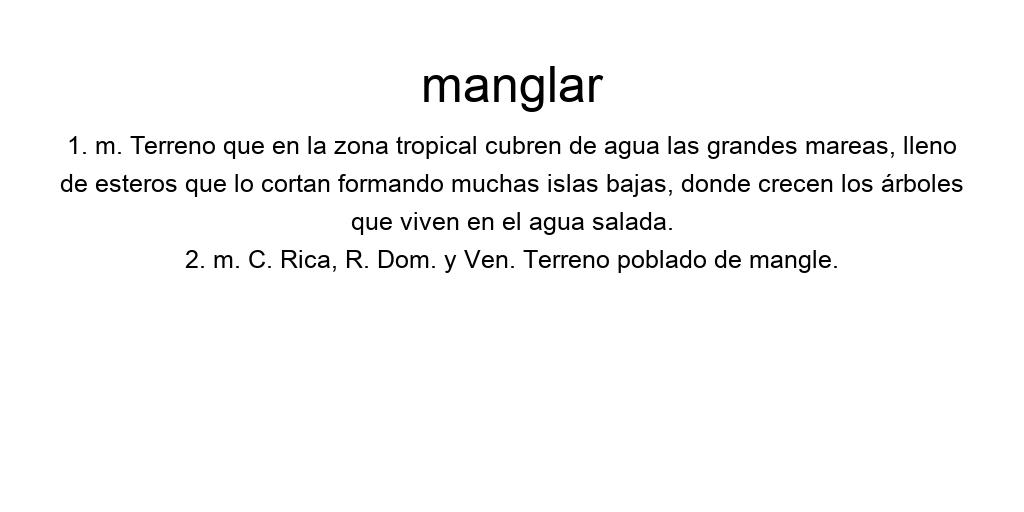 manglar
1. m. Terreno que en la zona tropical cubren de agua las grandes mareas, lleno
de esteros que lo cortan formando muchas islas bajas, donde crecen los árboles
que viven en el agua salada.
2. m. C. Rica, R. Dom. y Ven. Terreno poblado de mangle.